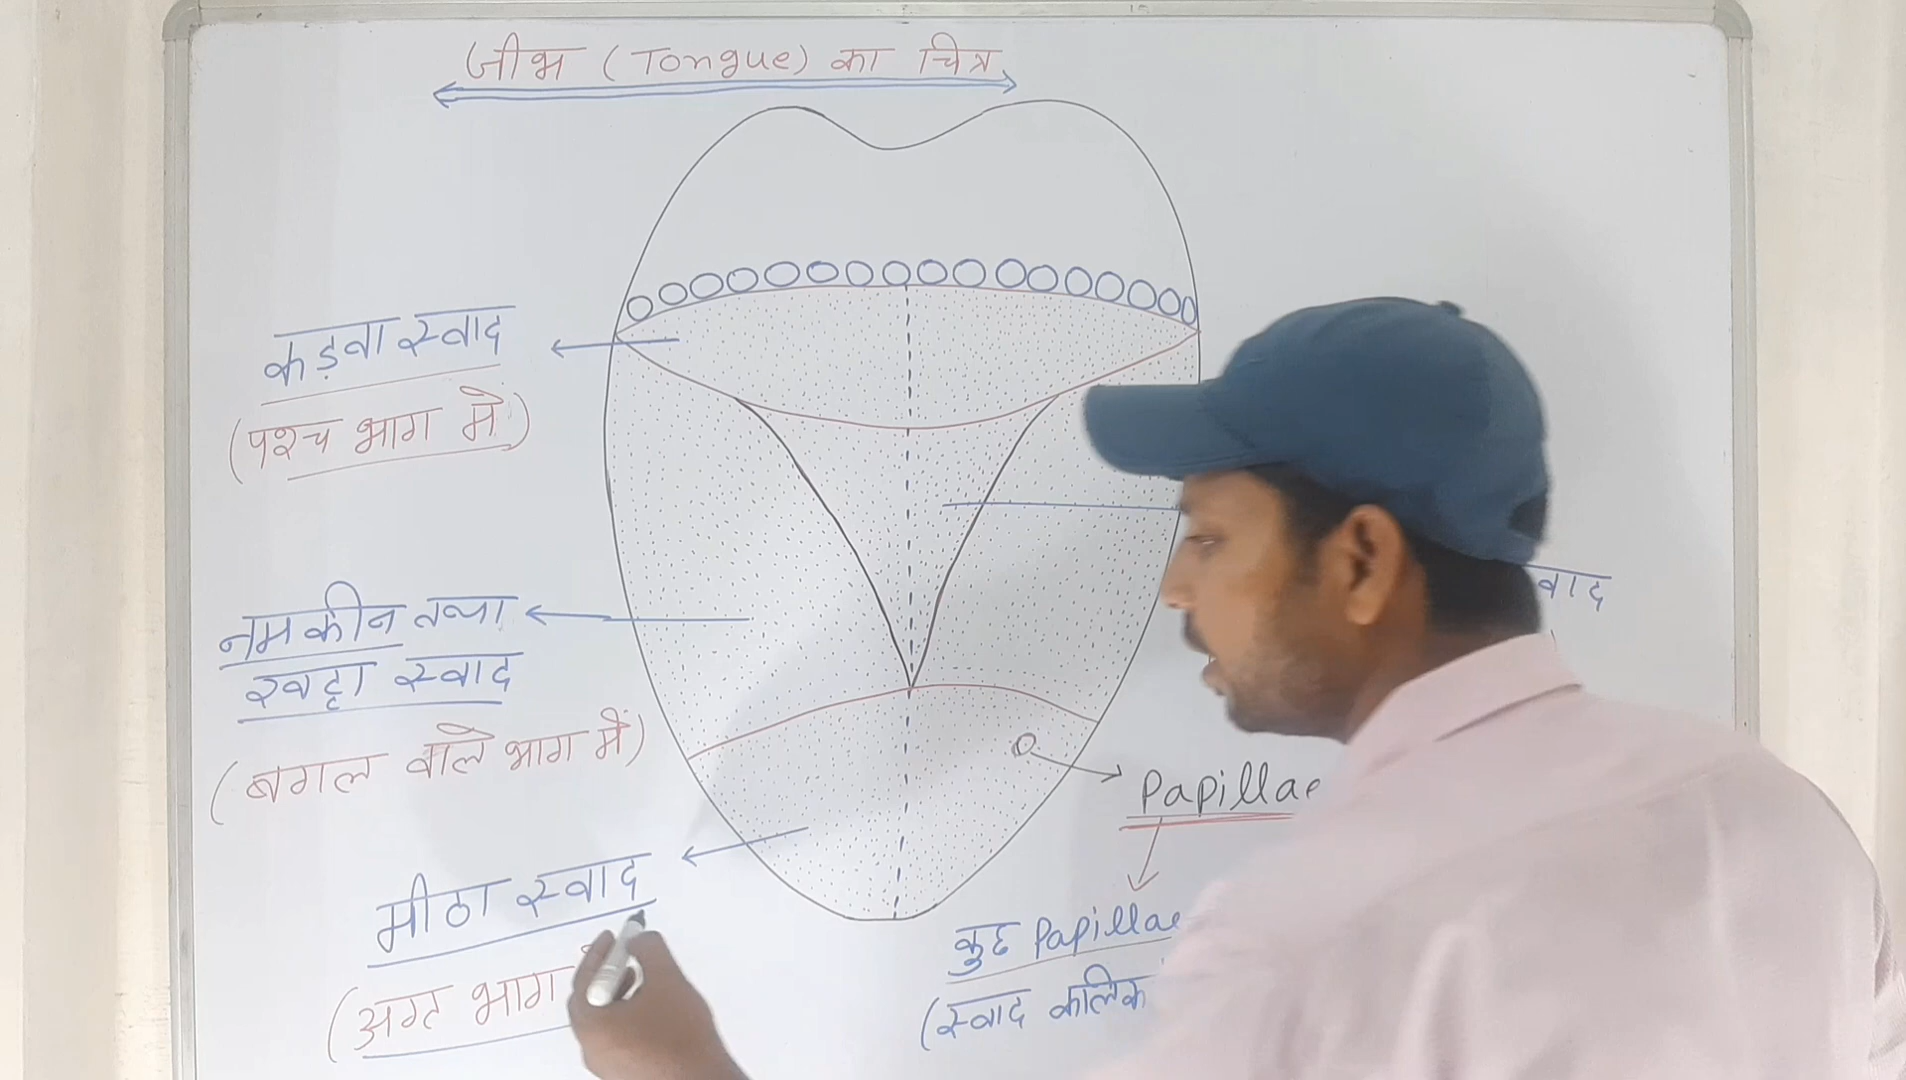 जीभ (Tongue) का चित्र
कड़वा स्वाद
(पश्च भाग में)
नमकीन तथा
खट्टा स्वाद
(बगल वाले भाग में)
मीठा स्वाद
(अग्र भाग
Papillae
कुछ Papillae
(स्वाद कलिक
वाद